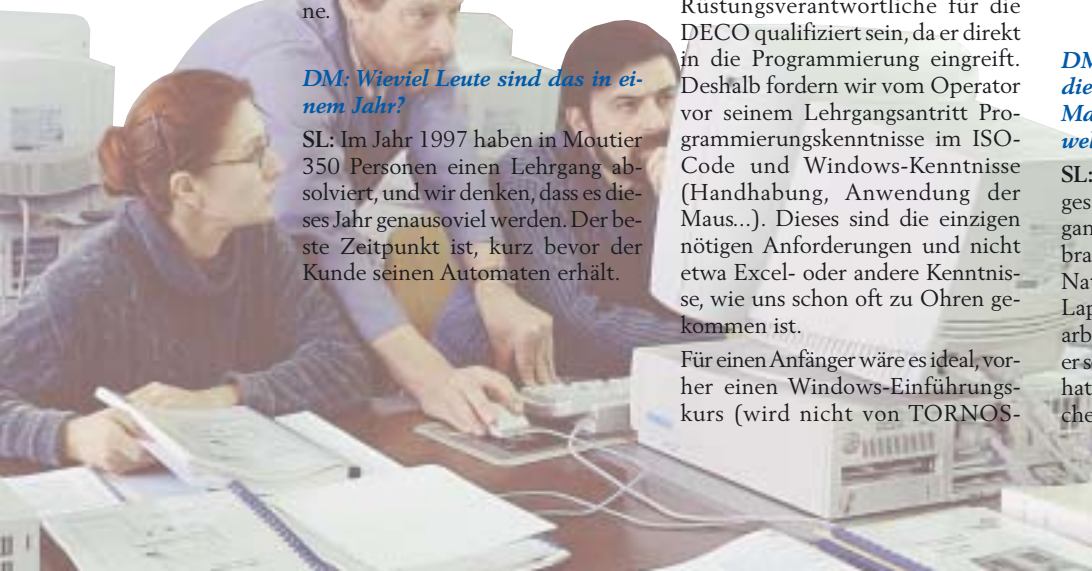 ne.
DM: Wieviel Leute sind das in ei-
nem Jahr?
SL: Im Jahr 1997 haben in Moutier
350 Personen einen Lehrgang ab-
solviert, und wir denken, dass es die-
ses Jahr genausoviel werden. Der be-
ste Zeitpunkt ist, kurz bevor der
Kunde seinen Automaten erhält.
Rüstungsverantwortliche für die
DECO qualifiziert sein, da er direkt
in die Programmierung eingreift.
Deshalb fordern wir vom Operator
vor seinem Lehrgangsantritt Pro-
grammierungskenntnisse im ISO-
Code und Windows-Kenntnisse
(Handhabung, Anwendung der
Maus...). Dieses sind die einzigen
nötigen Anforderungen und nicht
etwa Excel- oder andere Kenntnis-
se, wie uns schon oft zu Ohren ge-
kommen ist.
Für einen Anfänger wäre es ideal, vor-
her einen Windows-Einführungs-
kurs (wird nicht von TORNOS-
DM
die
Ma
wel
SL:
ges
gan
bra
Nat
Lap
arb
er s
hat
che